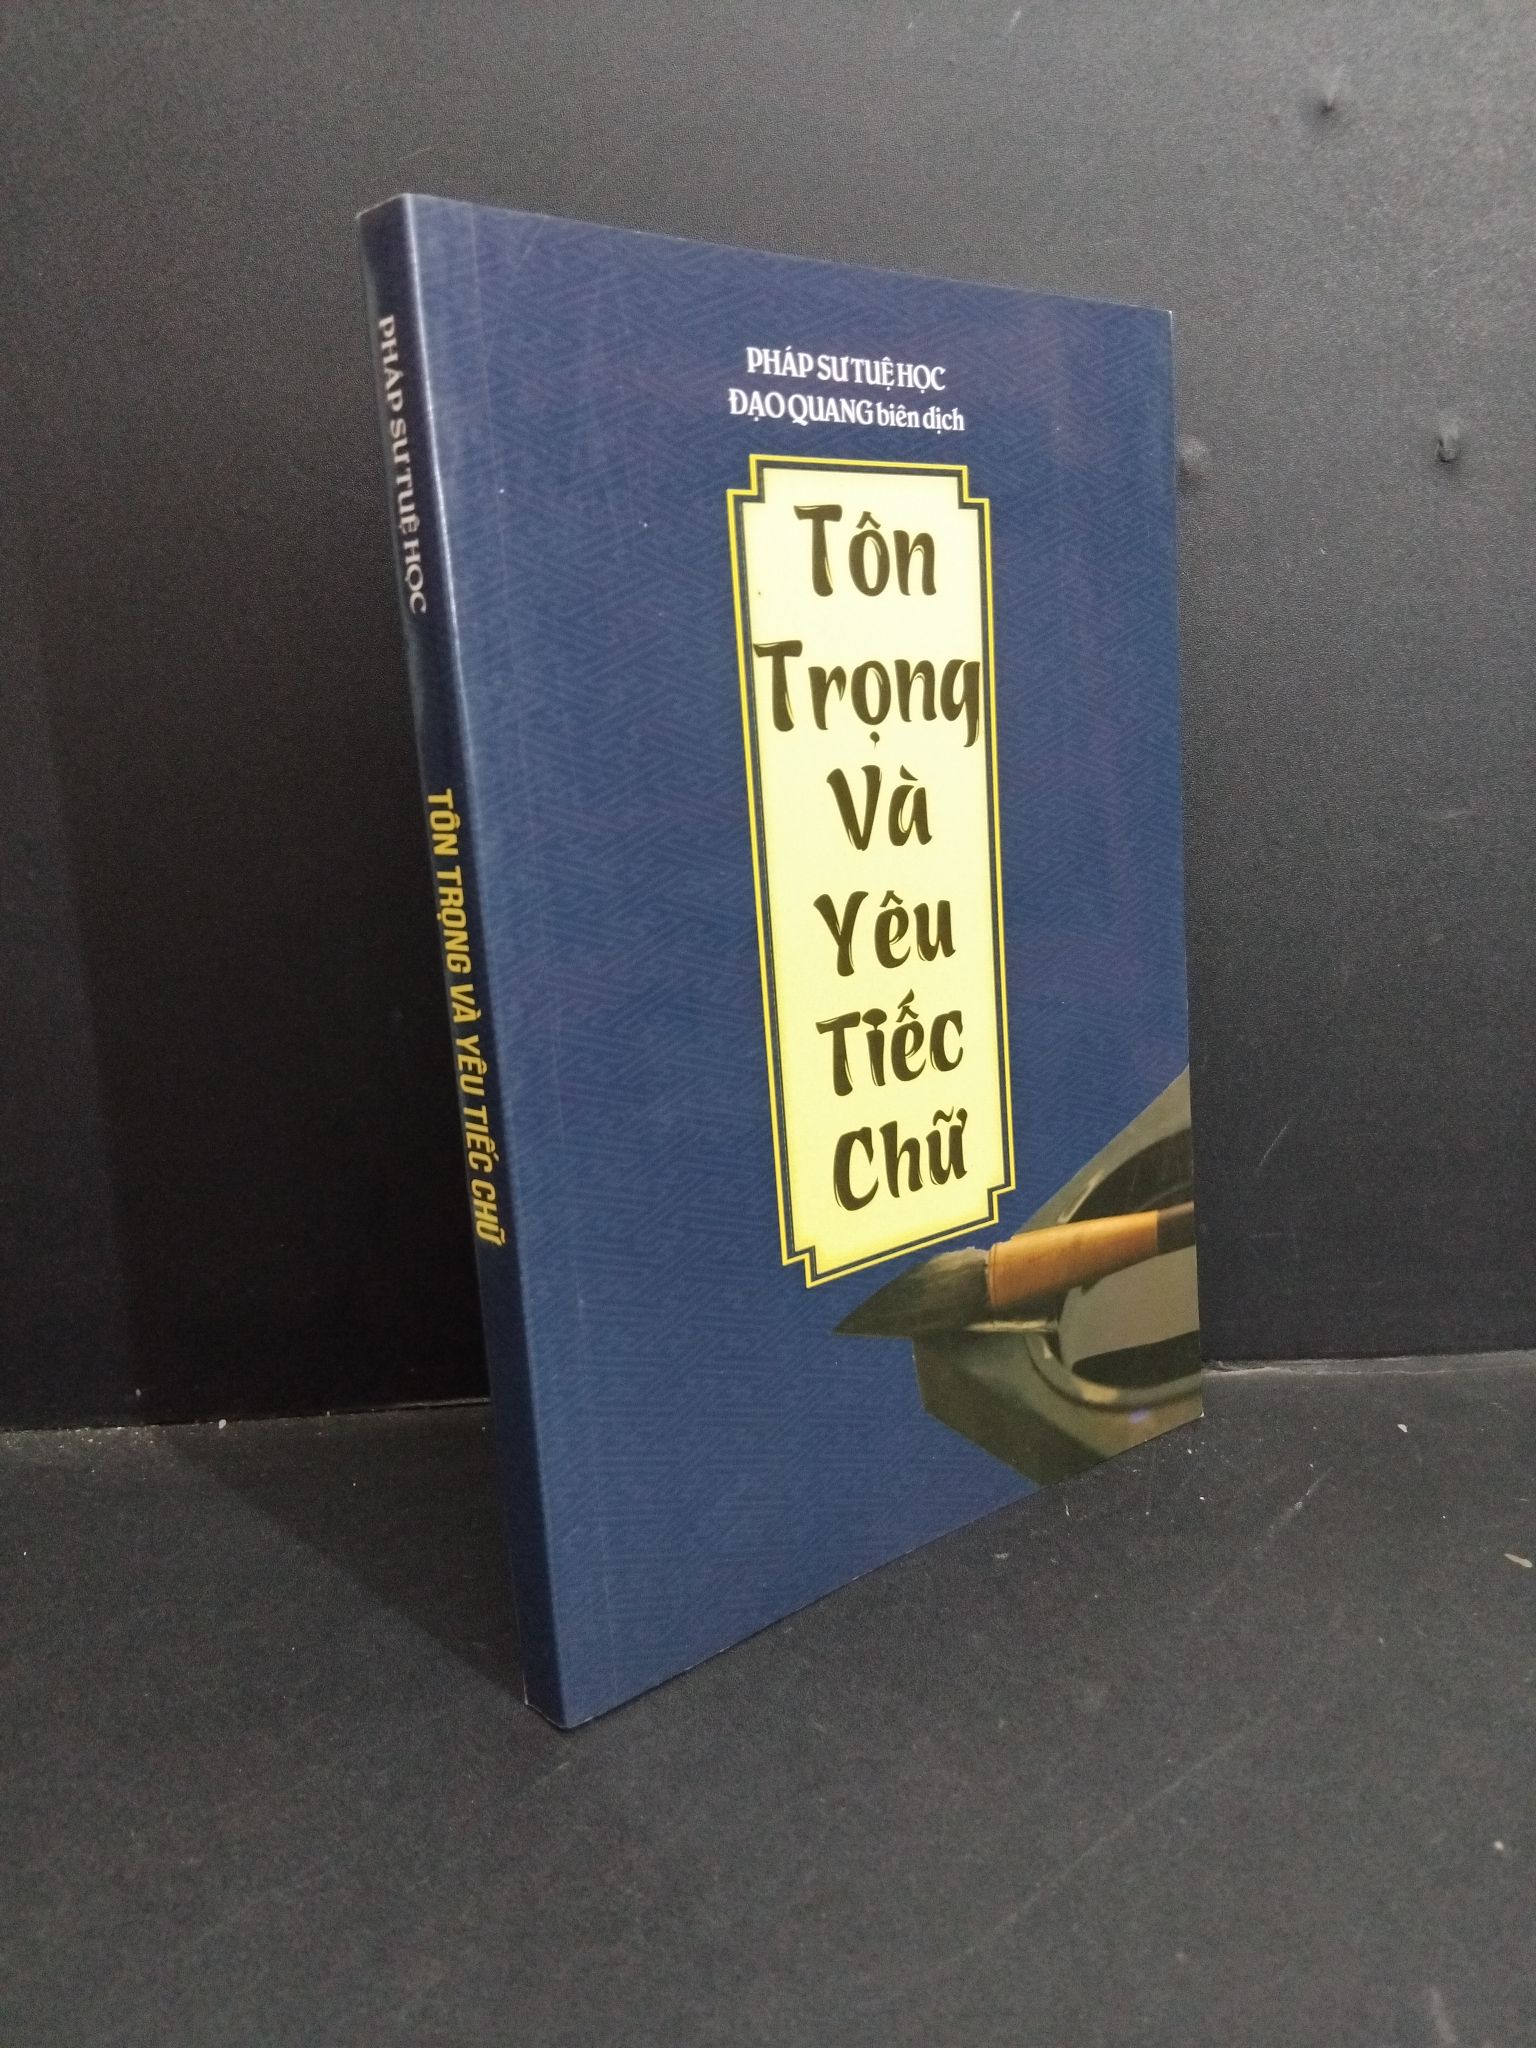 PHÁP SƯ TUỆ HỌC
TÔN TRỌNG VÀ YÊU TIẾC CHỮ
PHÁP SƯ TUỆ HỌC
ĐẠO QUANG biên dịch
Tôn
Trọng
Và
Yêu
Tiếc
Chữ